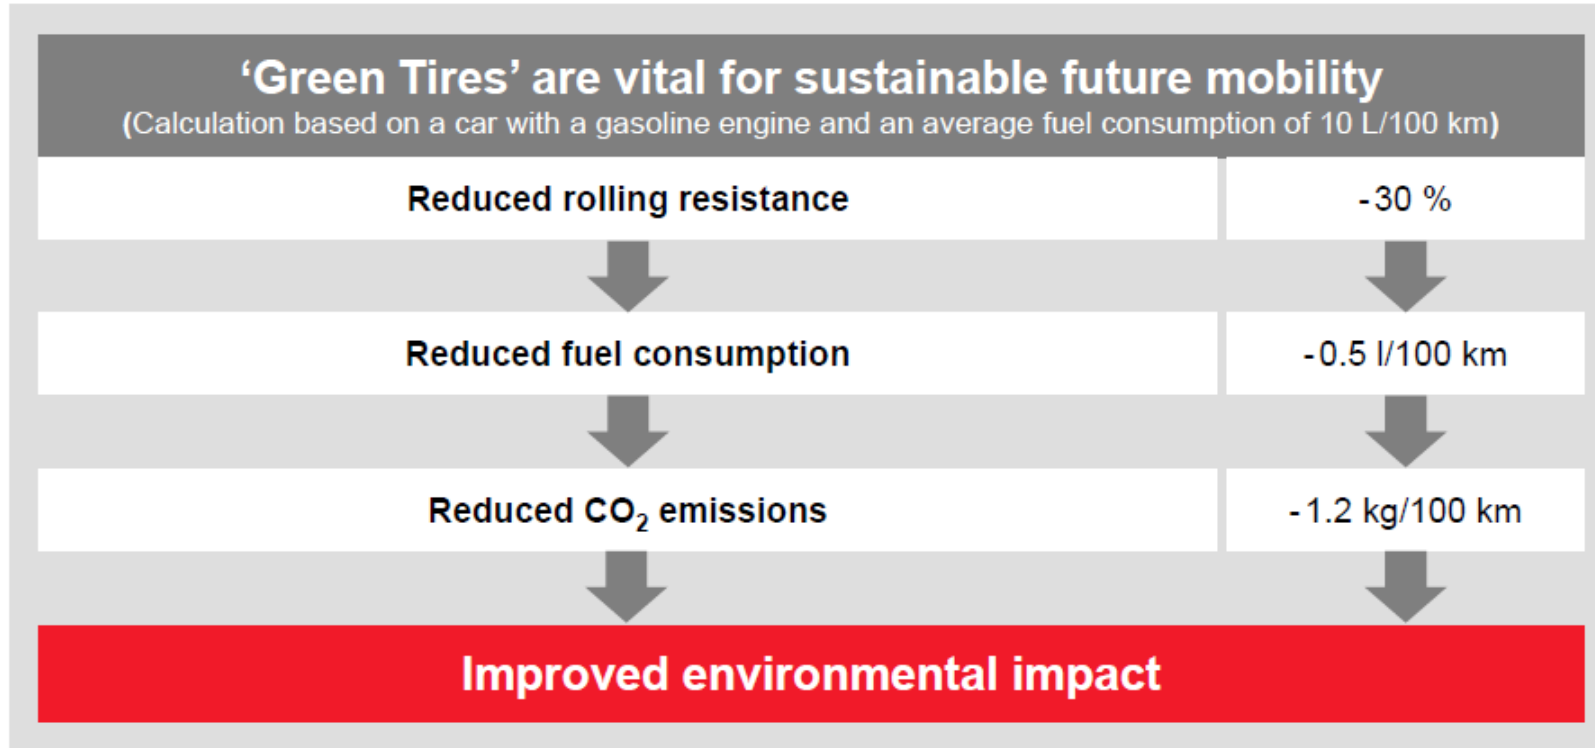 ‘Green Tires’ are vital for sustainable future mobility
(Calculation based on a car with a gasoline engine and an average fuel consumption of 10 L/100 km)
Reduced rolling resistance
-30 %
Reduced fuel consumption
-0.5 l/100 km
Reduced CO₂ emissions
-1.2 kg/100 km
Improved environmental impact